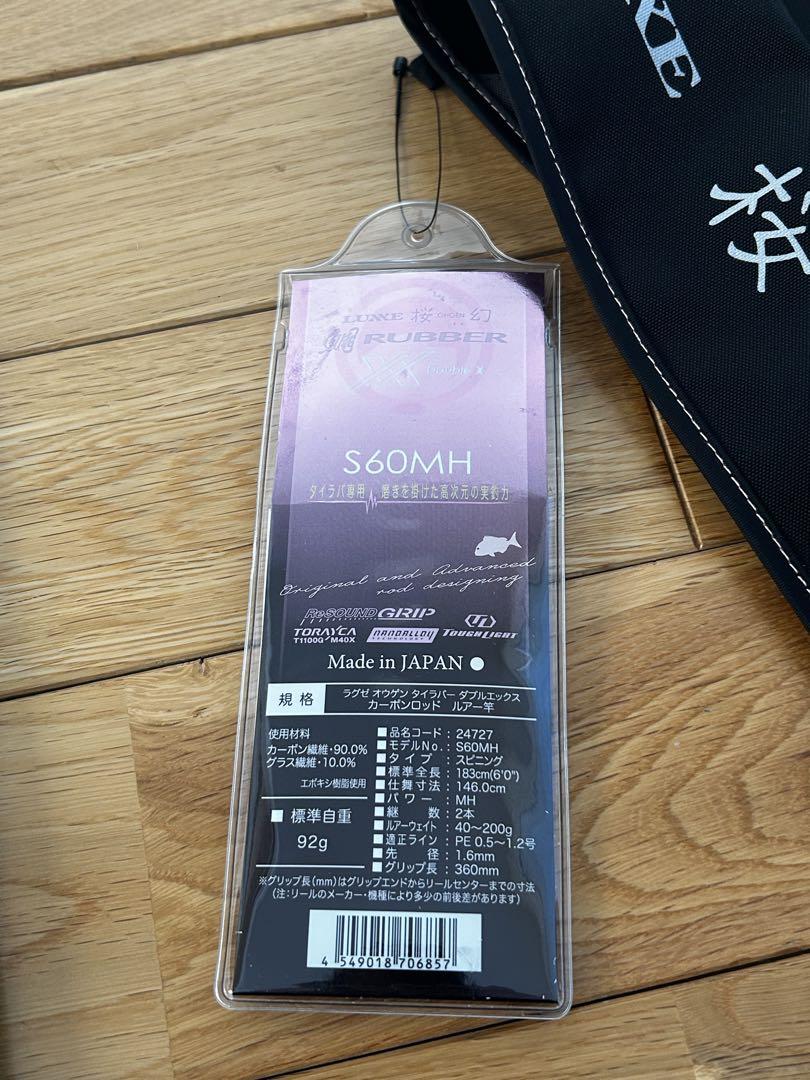 XE
桜
LUXXE 桜 OHGEN 幻
鯛 RUBBER
XX Double X
S60MH
タイラバ専用 磨きを掛けた高次元の実釣力
Original and Advanced
rod designing
ReSOUND GRIP
TORAYCA
T1100G M40X
NANOALLOY
TECHNOLOGY
TOUGHLIGHT
Made in JAPAN ●
規格
ラグゼ オウゲン タイラバー ダブルエックス
カーボンロッド ルアー竿
使用材料
カーボン繊維・90.0%
グラス繊維・10.0%
エポキシ樹脂使用
■ 標準自重
92g
■品名コード : 24727
■モデルNo. : S60MH
■タイプ : スピニング
■標準全長 : 183cm(6'0")
■仕舞寸法 : 146.0cm
■パワー : MH
■継数 : 2本
■ルアーウェイト : 40〜200g
■適正ライン : PE 0.5〜1.2号
■先径 : 1.6mm
■グリップ長 : 360mm
※グリップ長(mm)はグリップエンドからリールセンターまでの寸法
(注:リールのメーカー・機種により多少の前後差があります)
4 549018 706857